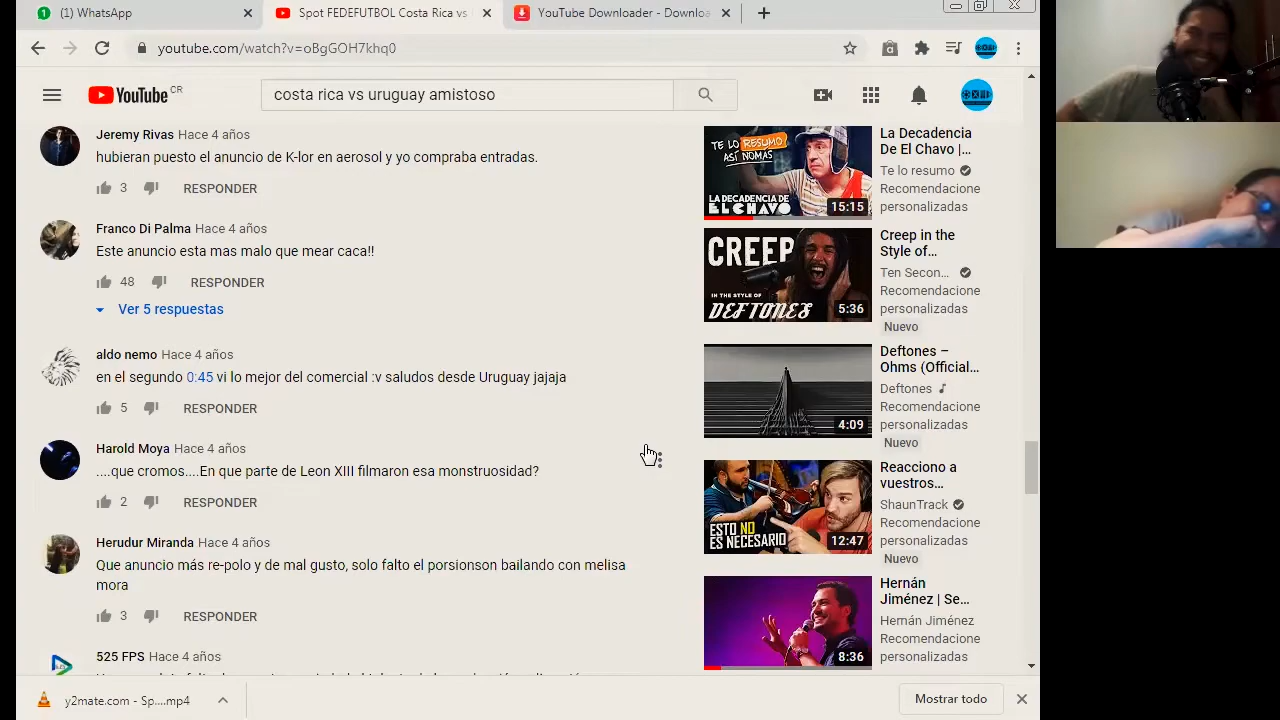 (1) WhatsApp
Spot FEDEFUTBOL Costa Rica vs
YouTube Downloader - Downloa
youtube.com/watch?v=oBgGOH7khq0
YouTube CR
costa rica vs uruguay amistoso
Jeremy Rivas Hace 4 años
hubieran puesto el anuncio de K-lor en aerosol y yo compraba entradas.
3 RESPONDER
Franco Di Palma Hace 4 años
Este anuncio esta mas malo que mear caca!!
48 RESPONDER
Ver 5 respuestas
aldo nemo Hace 4 años
en el segundo 0:45 vi lo mejor del comercial :v saludos desde Uruguay jajaja
5 RESPONDER
Harold Moya Hace 4 años
....que cromos....En que parte de Leon XIII filmaron esa monstruosidad?
2 RESPONDER
Herudur Miranda Hace 4 años
Que anuncio más re-polo y de mal gusto, solo falto el porsionson bailando con melisa
mora
3 RESPONDER
525 FPS Hace 4 años
TE LO RESUMO
ASÍ NOMÁS
LA DECADENCIA DE
EL CHAVO
15:15
La Decadencia
De El Chavo |...
Te lo resumo
Recomendacione
personalizadas
CREEP
IN THE STYLE OF
DEFTONES
5:36
Creep in the
Style of...
Ten Secon...
Recomendacione
personalizadas
Nuevo
4:09
Deftones –
Ohms (Official...
Deftones
Recomendacione
personalizadas
Nuevo
ESTO NO
ES NECESARIO
12:47
Reacciono a
vuestros...
ShaunTrack
Recomendacione
personalizadas
Nuevo
8:36
Hernán
Jiménez | Se...
Hernán Jiménez
Recomendacione
personalizadas
y2mate.com - Sp....mp4
Mostrar todo